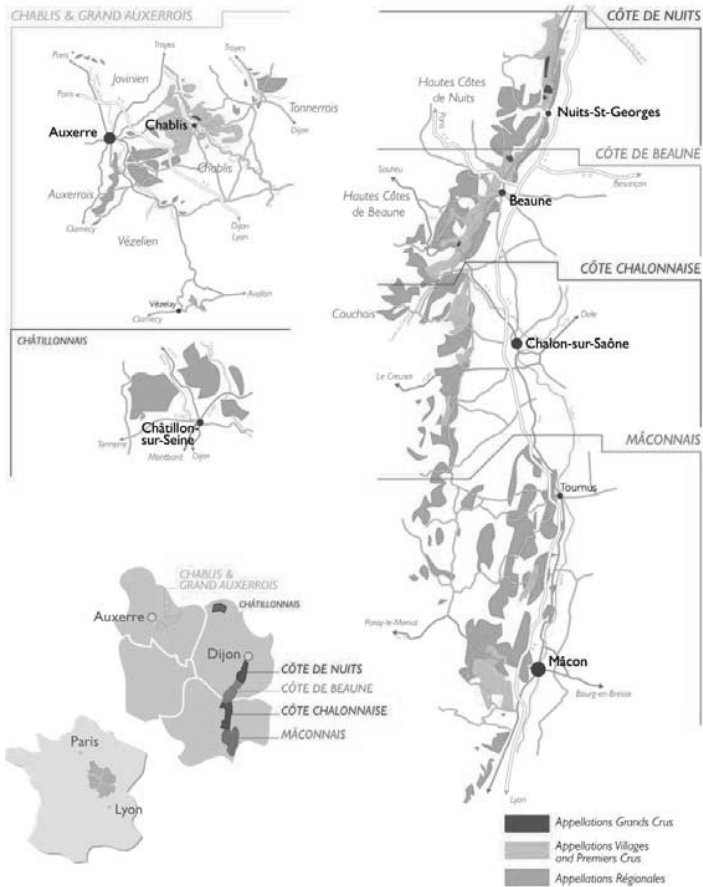 CHABLIS & GRAND AUXERROIS
Troyes
Troyes
Paris
Jovinien
Paris
Tonnerrois
Auxerre
Chablis
Dijon
Chablis
Auxerrois
Clamecy
Vézelien
Dijon
Lyon
Avallon
Vézelay
Clamecy
CHÂTILLONNAIS
Châtillon-
sur-Seine
Tonnerre
Montbard
Dijon
CÔTE DE NUITS
Hautes Côtes
de Nuits
Paris
Nuits-St-Georges
CÔTE DE BEAUNE
Saulieu
Besançon
Hautes Côtes
de Beaune
Beaune
CÔTE CHALONNAISE
Couchois
Dole
Chalon-sur-Saône
Le Creusot
MÂCONNAIS
Tournus
Paray-le-Monial
Mâcon
Bourg-en-Bresse
Lyon
CHABLIS &
GRAND AUXERROIS
CHÂTILLONNAIS
Auxerre
Dijon
CÔTE DE NUITS
CÔTE DE BEAUNE
CÔTE CHALONNAISE
MÂCONNAIS
Paris
Lyon
Appellations Grands Crus
Appellations Villages
and Premiers Crus
Appellations Régionales